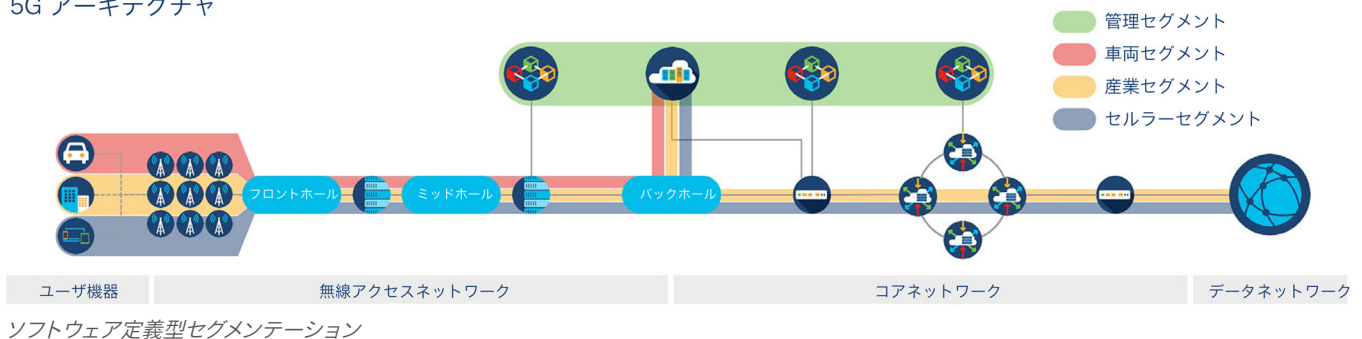 5G アーキテクチャ
管理セグメント
車両セグメント
産業セグメント
セルラーセグメント
フロントホール
ミッドホール
バックホール
ユーザ機器
無線アクセスネットワーク
コアネットワーク
データネットワーク
ソフトウェア定義型セグメンテーション